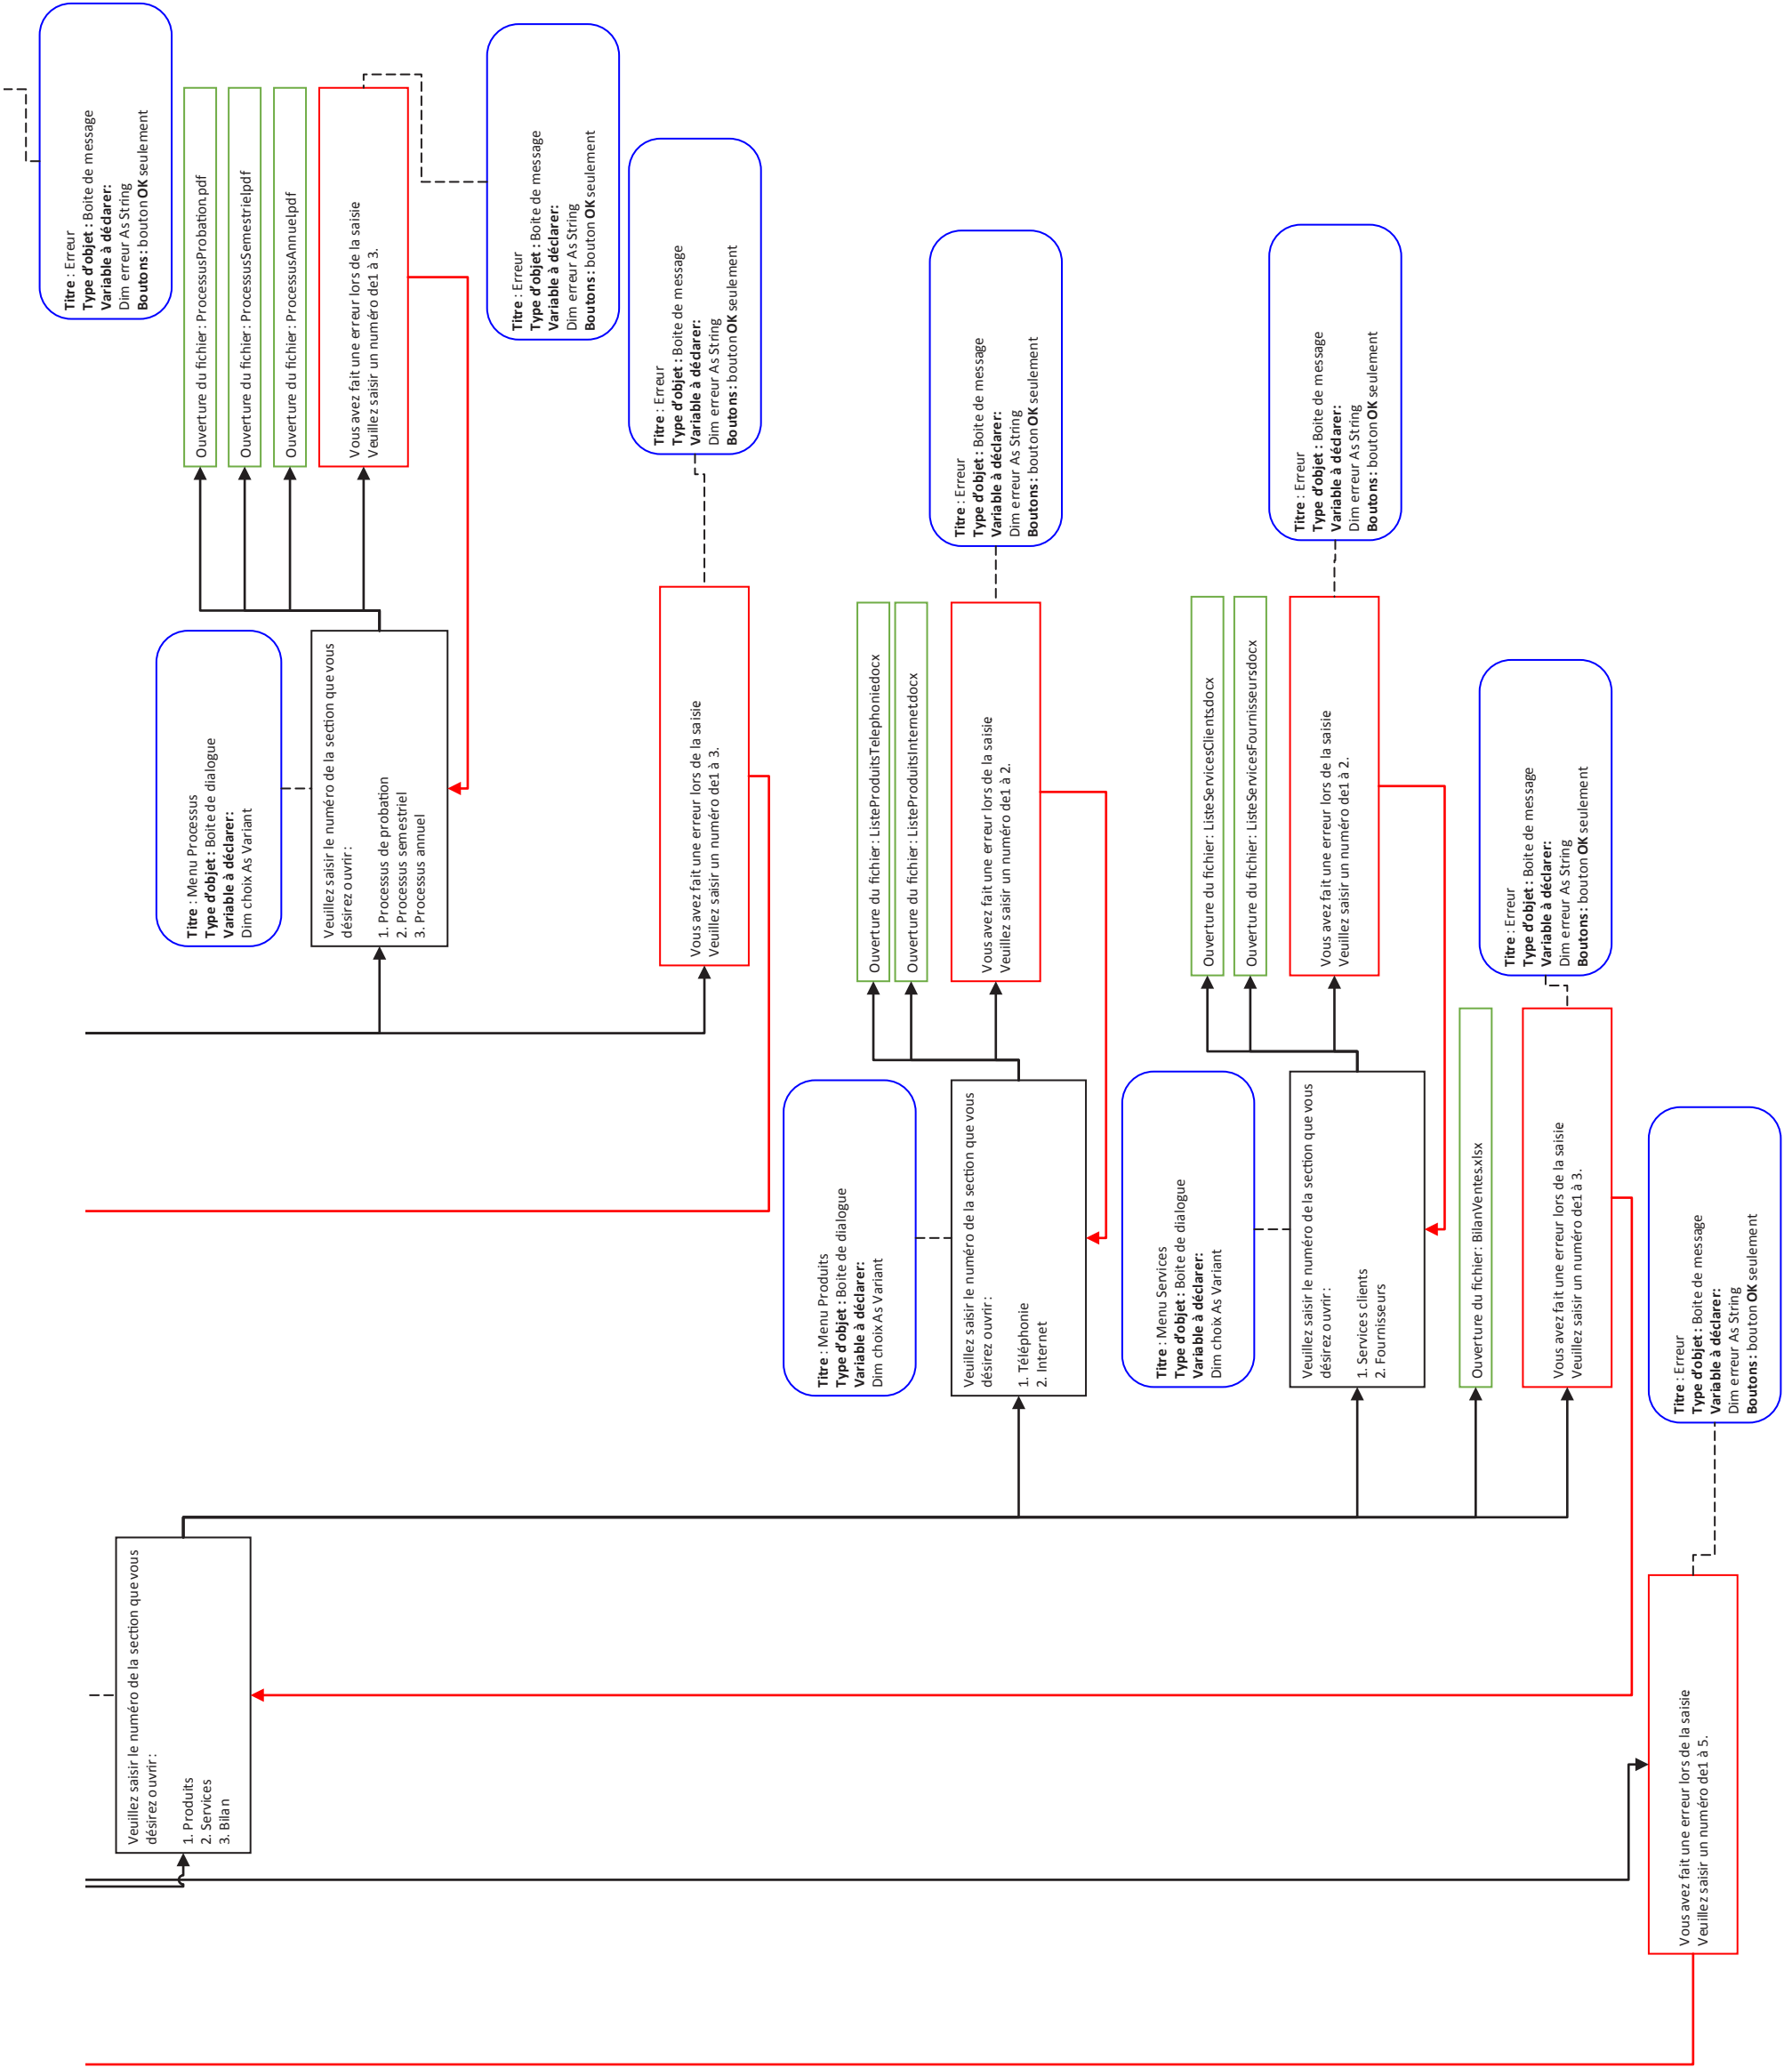 Titre : Erreur
Type d'objet : Boite de message
Variable à déclarer:
Dim erreur As String
Boutons : bouton OK seulement
Ouverture du fichier : ProcessusProbation.pdf
Ouverture du fichier : ProcessusSemestrielpdf
Ouverture du fichier : ProcessusAnnuelpdf
Vous avez fait une erreur lors de la saisie
Veuillez saisir un numéro de1 à 3.
Titre : Erreur
Type d'objet : Boite de message
Variable à déclarer:
Dim erreur As String
Boutons : bouton OK seulement
Titre : Menu Processus
Type d'objet : Boite de dialogue
Variable à déclarer:
Dim choix As Variant
Veuillez saisir le numéro de la section que vous
désirez ouvrir :
1. Processus de probation
2. Processus semestriel
3. Processus annuel
Titre : Erreur
Type d'objet : Boite de message
Variable à déclarer:
Dim erreur As String
Boutons : bouton OK seulement
Vous avez fait une erreur lors de la saisie
Veuillez saisir un numéro de1 à 3.
Titre : Menu Produits
Type d'objet : Boite de dialogue
Variable à déclarer:
Dim choix As Variant
Veuillez saisir le numéro de la section que vous
désirez ouvrir :
1. Téléphonie
2. Internet
Ouverture du fichier : ListeProduitsTelephoniedocx
Ouverture du fichier : ListeProduitsInternetdocx
Vous avez fait une erreur lors de la saisie
Veuillez saisir un numéro de1 à 2.
Titre : Erreur
Type d'objet : Boite de message
Variable à déclarer:
Dim erreur As String
Boutons : bouton OK seulement
Titre : Menu Services
Type d'objet : Boite de dialogue
Variable à déclarer:
Dim choix As Variant
Veuillez saisir le numéro de la section que vous
désirez ouvrir :
1. Services clients
2. Fournisseurs
Ouverture du fichier: ListeServicesClientsdocx
Ouverture du fichier: ListeServicesFournisseursdocx
Vous avez fait une erreur lors de la saisie
Veuillez saisir un numéro de1 à 2.
Titre : Erreur
Type d'objet : Boite de message
Variable à déclarer:
Dim erreur As String
Boutons : bouton OK seulement
Veuillez saisir le numéro de la section que vous
désirez ouvrir :
1. Produits
2. Services
3. Bilan
Ouverture du fichier: BilanVentes.xlsx
Vous avez fait une erreur lors de la saisie
Veuillez saisir un numéro de1 à 3.
Titre : Erreur
Type d'objet : Boite de message
Variable à déclarer:
Dim erreur As String
Boutons : bouton OK seulement
Vous avez fait une erreur lors de la saisie
Veuillez saisir un numéro de1 à 5.
Titre : Erreur
Type d'objet : Boite de message
Variable à déclarer:
Dim erreur As String
Boutons : bouton OK seulement